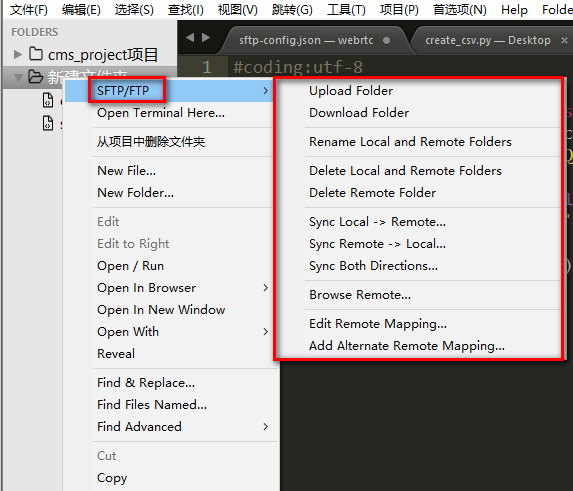 文件(F) 编辑(E) 选择(S) 查找(I) 视图(V) 跳转(G) 工具(T) 项目(P) 首选项(N) Help Folder
FOLDERS
cms_project项目
新建文件夹
sftp-config.json — webrtc
create_csv.py — Desktop
1 #coding:utf-8
SFTP/FTP
Open Terminal Here...
从项目中删除文件夹
New File...
New Folder...
Edit
Edit to Right
Open / Run
Open In Browser
Open In New Window
Open With
Reveal
Find & Replace...
Find Files Named...
Find Advanced
Cut
Copy
Upload Folder
Download Folder
Rename Local and Remote Folders
Delete Local and Remote Folders
Delete Remote Folder
Sync Local -> Remote...
Sync Remote -> Local...
Sync Both Directions...
Browse Remote...
Edit Remote Mapping...
Add Alternate Remote Mapping...